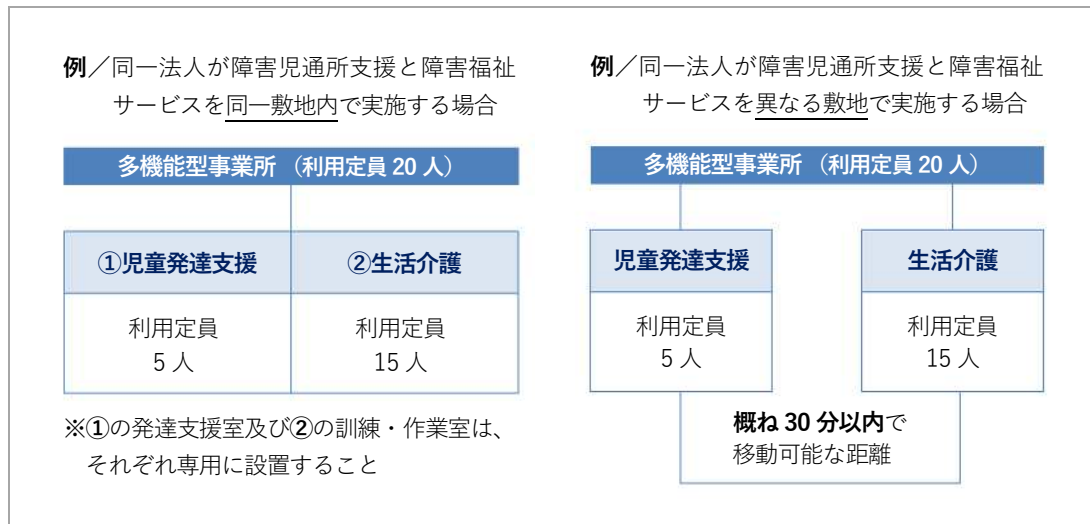 例／同一法人が障害児通所支援と障害福祉
サービスを同一敷地内で実施する場合
多機能型事業所 （利用定員 20 人）
①児童発達支援
②生活介護
利用定員
5 人
利用定員
15 人
※①の発達支援室及び②の訓練・作業室は、
それぞれ専用に設置すること
例／同一法人が障害児通所支援と障害福祉
サービスを異なる敷地で実施する場合
多機能型事業所 （利用定員 20 人）
児童発達支援
生活介護
利用定員
5 人
利用定員
15 人
概ね 30 分以内で
移動可能な距離